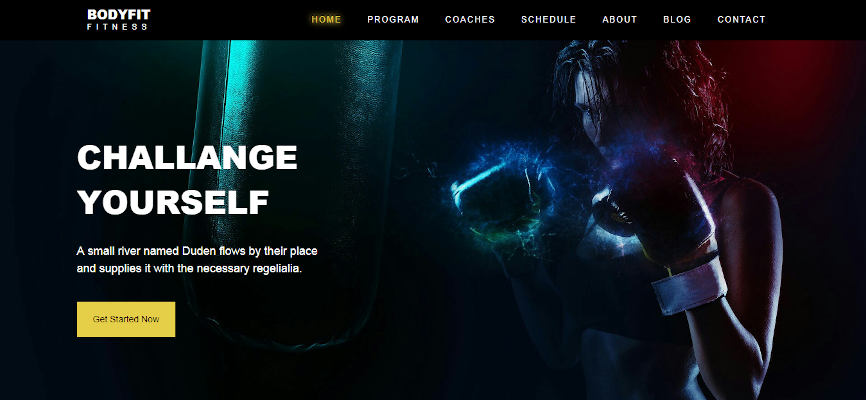 BODYFIT
FITNESS
HOME PROGRAM COACHES SCHEDULE ABOUT BLOG CONTACT
CHALLANGE
YOURSELF
A small river named Duden flows by their place
and supplies it with the necessary regelialia.
Get Started Now